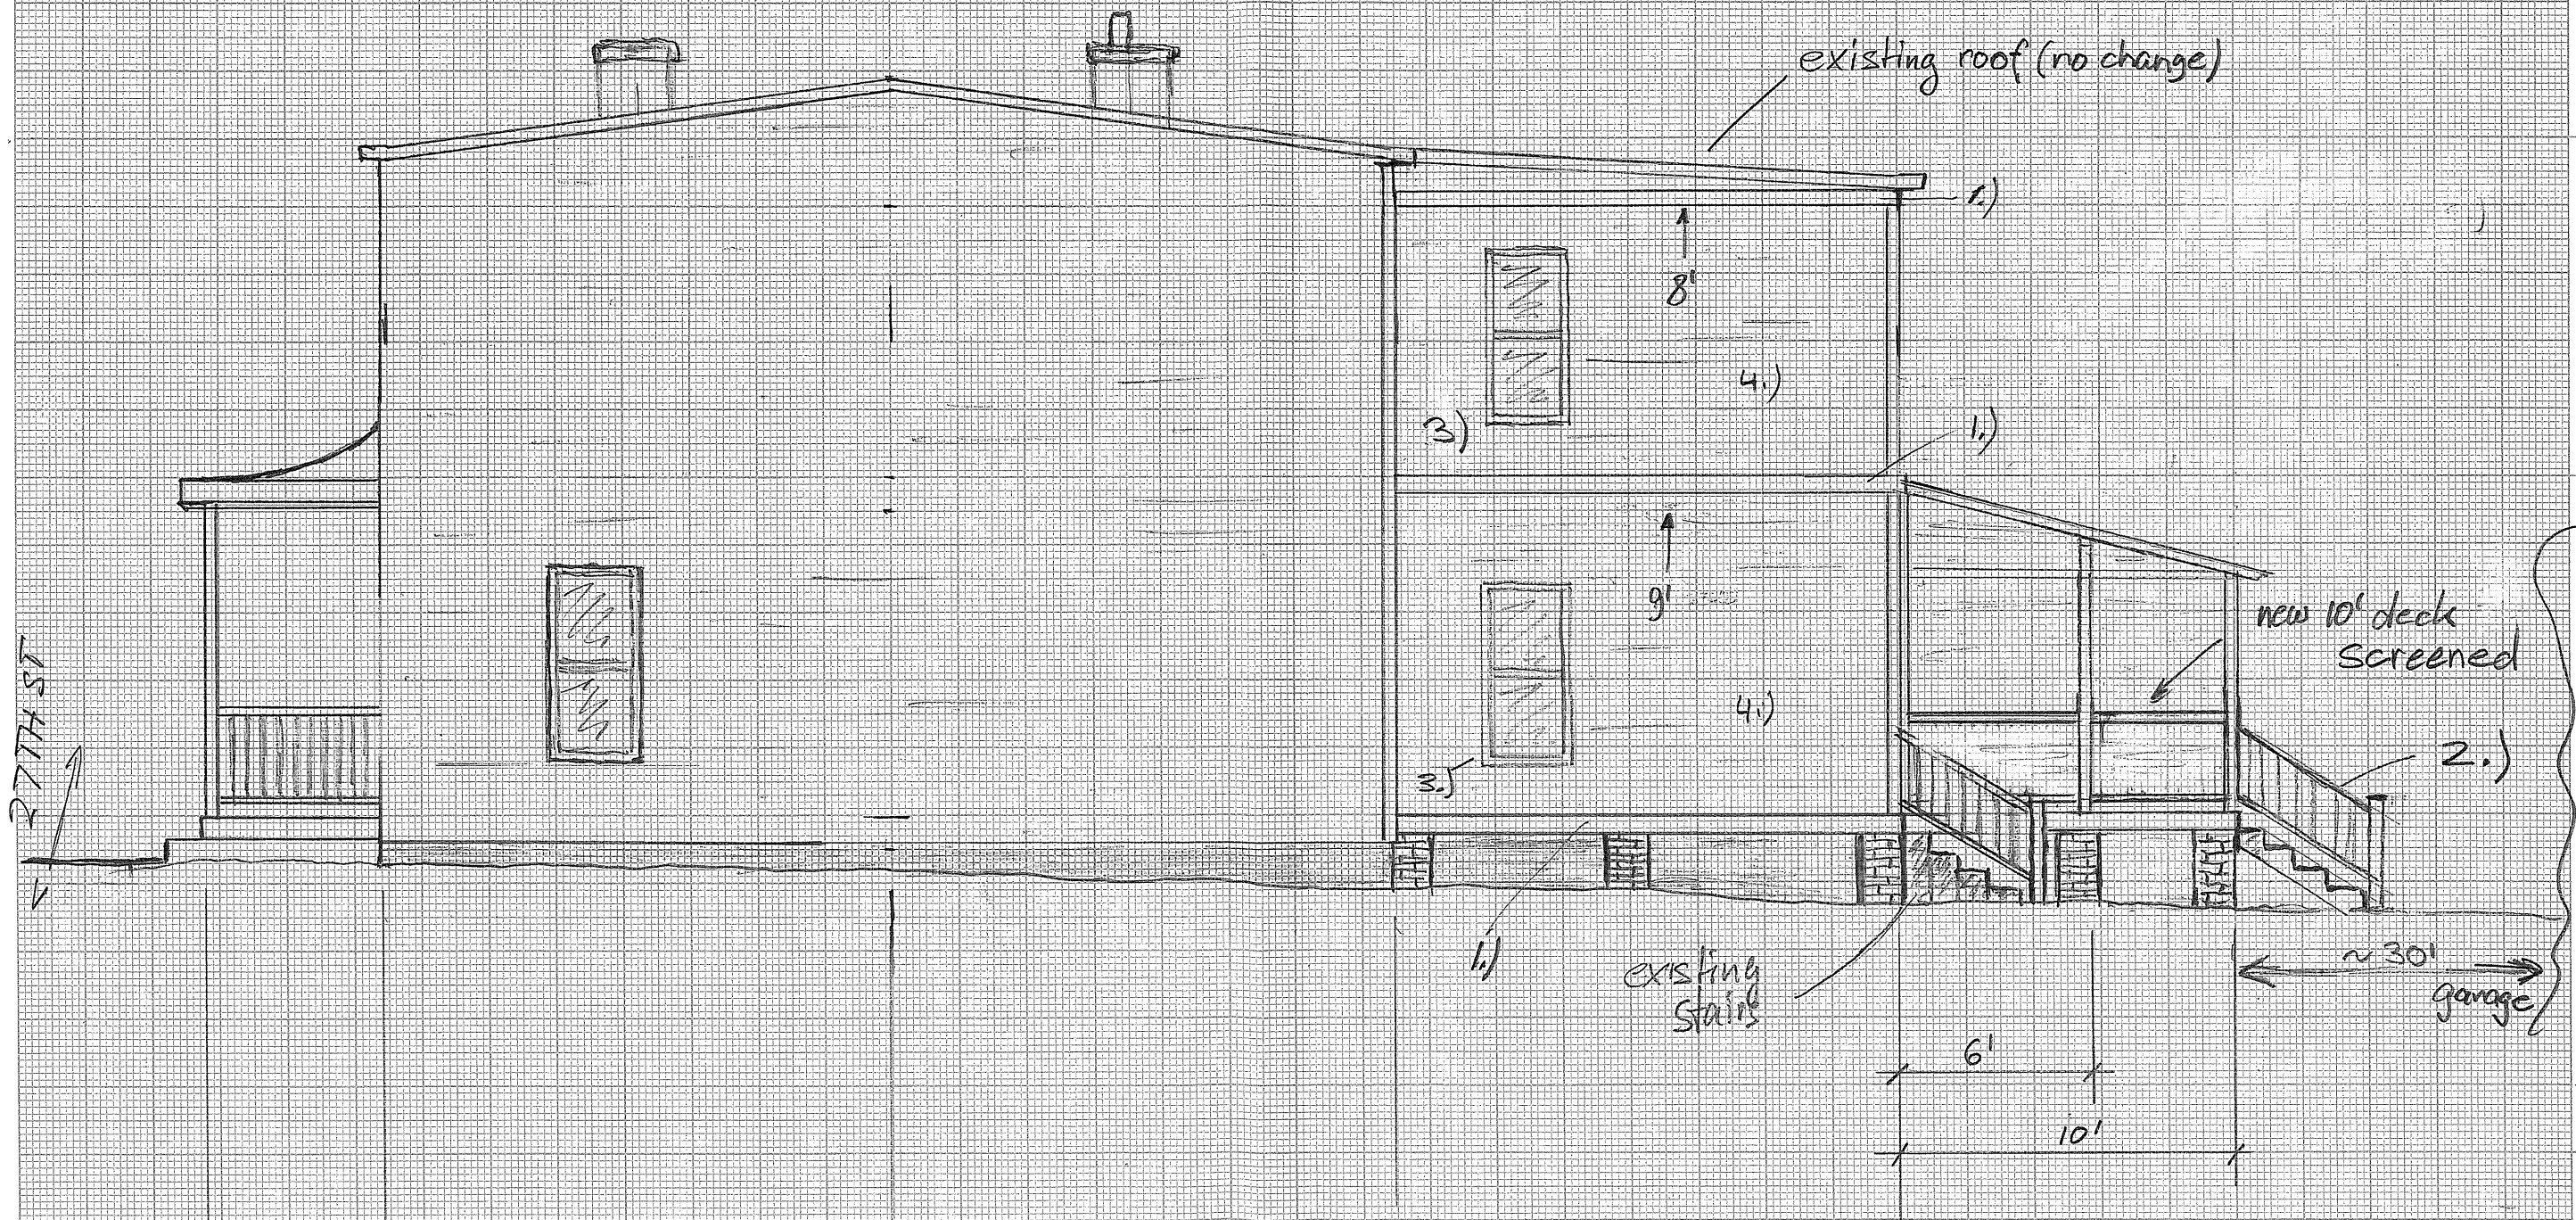 existing roof (no change)
1.)
8'
4.)
3)
1.)
9'
new 10' deck
screened
27TH ST
4.)
2.)
3.)
1.)
existing
stairs
~ 30'
garage
6'
10'